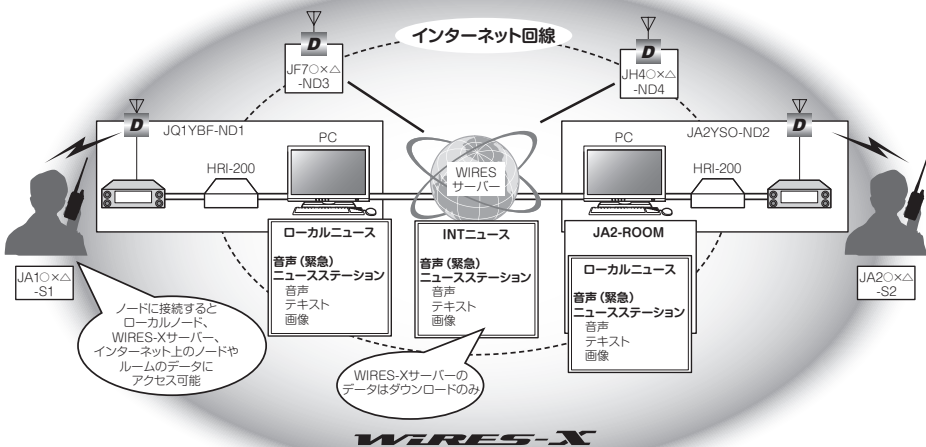 インターネット回線
D
JF7○×△
-ND3
D
JH4○×△
-ND4
D
JQ1YBF-ND1
PC
HRI-200
WIRES
サーバー
PC
JA2YSO-ND2
D
HRI-200
JA1○×△
-S1
JA2○×△
-S2
ローカルニュース
音声（緊急）
ニュースステーション
音声
テキスト
画像
INTニュース
音声（緊急）
ニュースステーション
音声
テキスト
画像
JA2-ROOM
ローカルニュース
音声（緊急）
ニュースステーション
音声
テキスト
画像
ノードに接続すると
ローカルノード、
WIRES-Xサーバー、
インターネット上のノードや
ルームのデータに
アクセス可能
WIRES-Xサーバーの
データはダウンロードのみ
WIRES-X